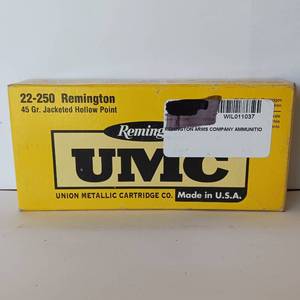 22-250 Remington
45 Gr. Jacketed Hollow Point
WIL011037
REMINGTON ARMS COMPANY AMMUNITIO
Reming
UMC
UNION METALLIC CARTRIDGE CO.
Made in U.S.A.